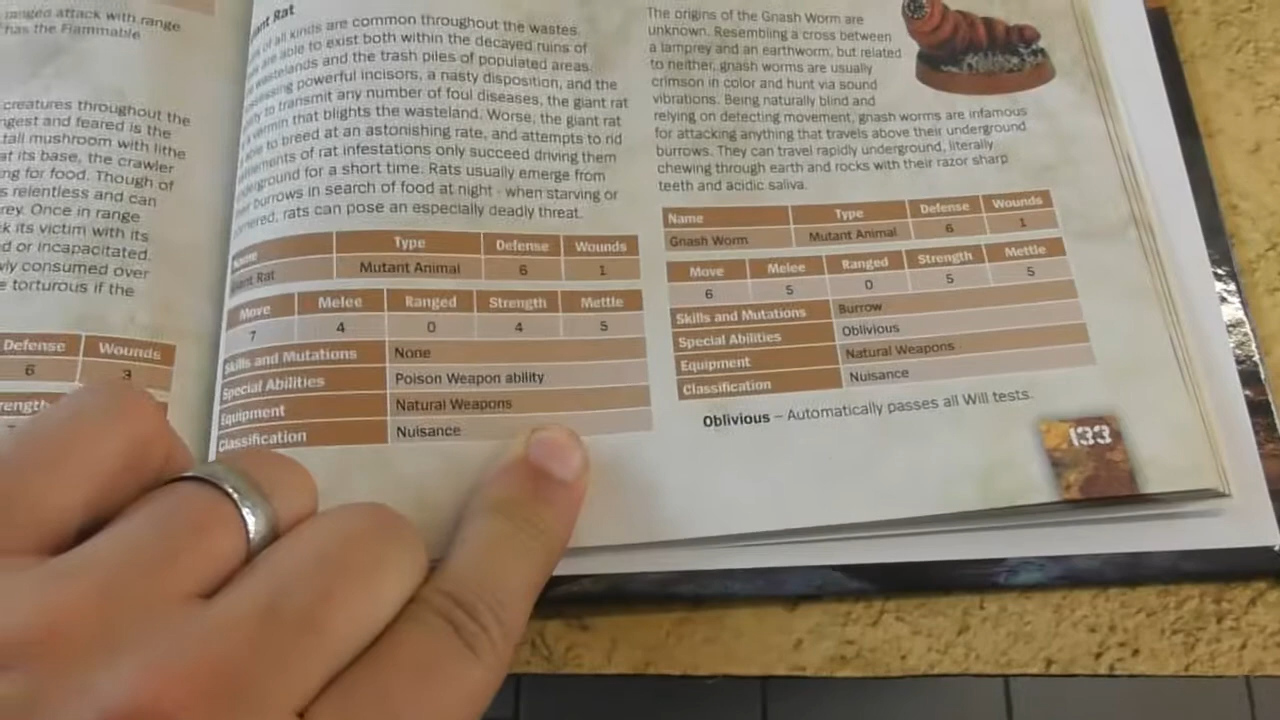 ranged attack with range
has the Flammable
creatures throughout the
ngest and feared is the
tall mushroom with lithe
at its base, the crawler
ng for food. Though of
s relentless and can
rey. Once in range
k its victim with its
d or incapacitated.
wly consumed over
e torturous if the
Defense Wounds
6 3
rength
Rat
of all kinds are common throughout the wastes.
are able to exist both within the decayed ruins of
wastelands and the trash piles of populated areas.
powerful incisors, a nasty disposition, and the
to transmit any number of foul diseases, the giant rat
vermin that blights the wasteland. Worse, the giant rat
to breed at an astonishing rate, and attempts to rid
of rat infestations only succeed driving them
for a short time. Rats usually emerge from
burrows in search of food at night - when starving or
rats can pose an especially deadly threat.
Name Type Defense Wounds
Rat Mutant Animal 6 1
Move Melee Ranged Strength Mettle
7 4 0 4 5
Skills and Mutations None
Special Abilities Poison Weapon ability
Equipment Natural Weapons
Classification Nuisance
The origins of the Gnash Worm are
unknown. Resembling a cross between
a lamprey and an earthworm, but related
to neither, gnash worms are usually
crimson in color and hunt via sound
vibrations. Being naturally blind and
relying on detecting movement, gnash worms are infamous
for attacking anything that travels above their underground
burrows. They can travel rapidly underground, literally
chewing through earth and rocks with their razor sharp
teeth and acidic saliva.
Name Type Defense Wounds
Gnash Worm Mutant Animal 6 1
Move Melee Ranged Strength Mettle
6 5 0 5 5
Skills and Mutations Burrow
Special Abilities Oblivious
Equipment Natural Weapons
Classification Nuisance
Oblivious – Automatically passes all Will tests.
133